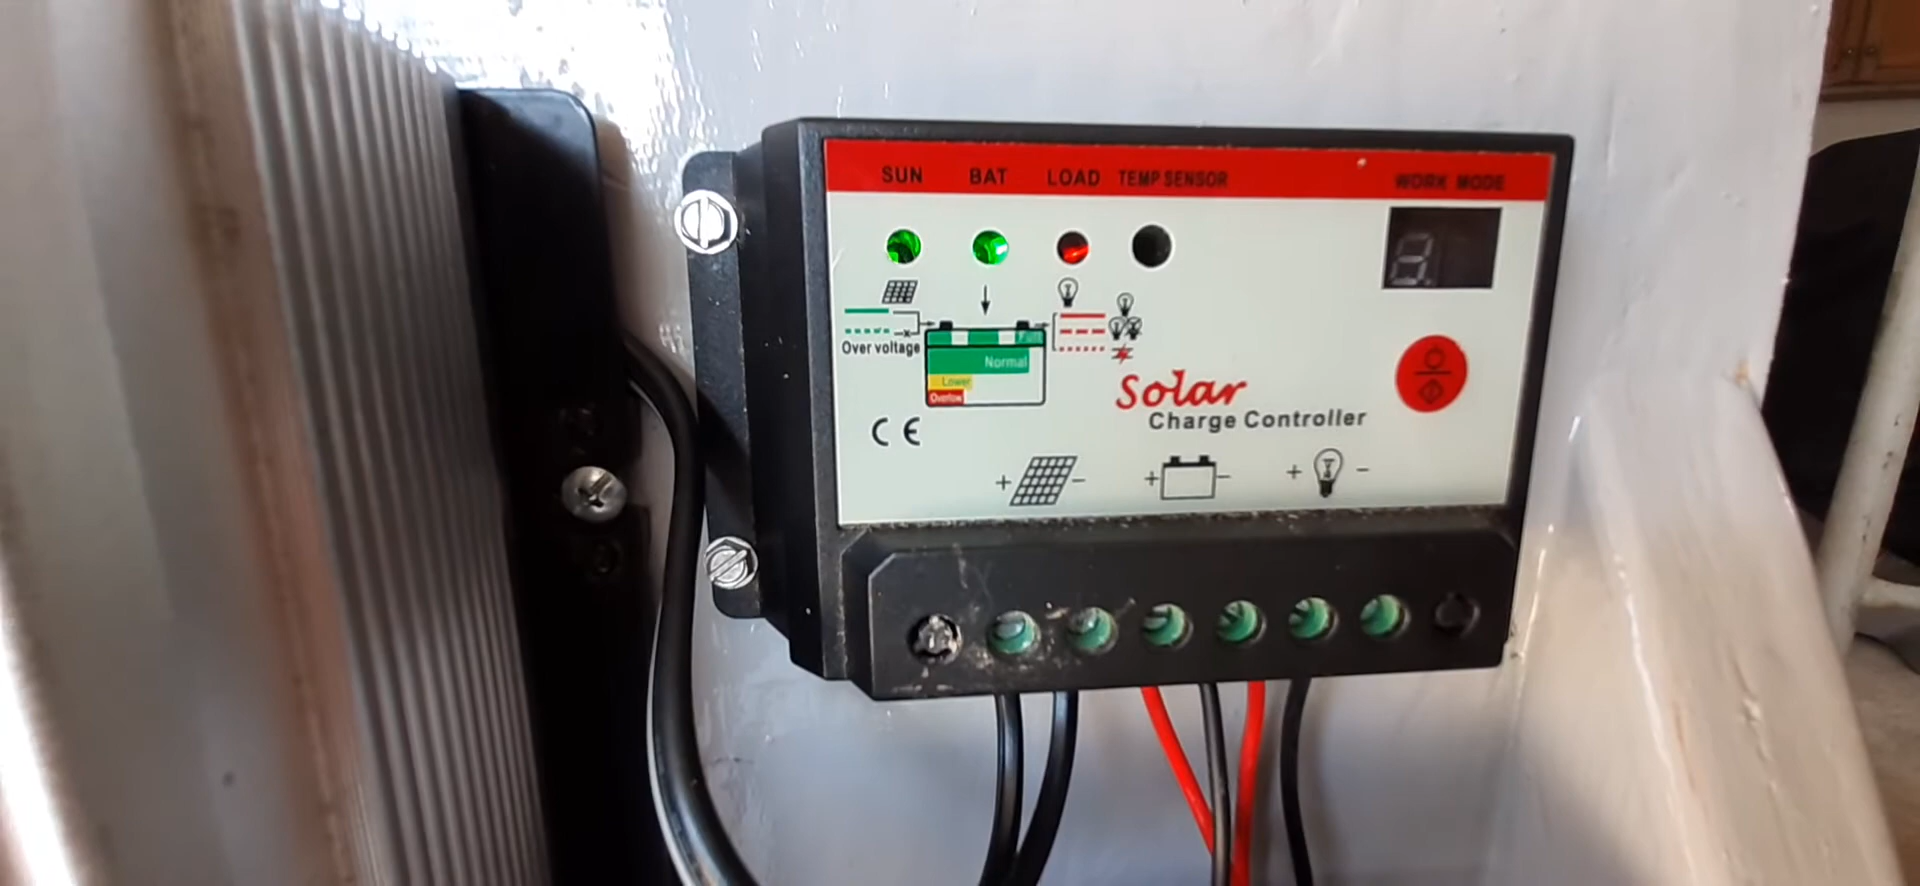 SUN BAT LOAD TEMP SENSOR WORK MODE
Over voltage
Full
Normal
Lower
Overlow
Solar
Charge Controller
CE
+ - + - + -